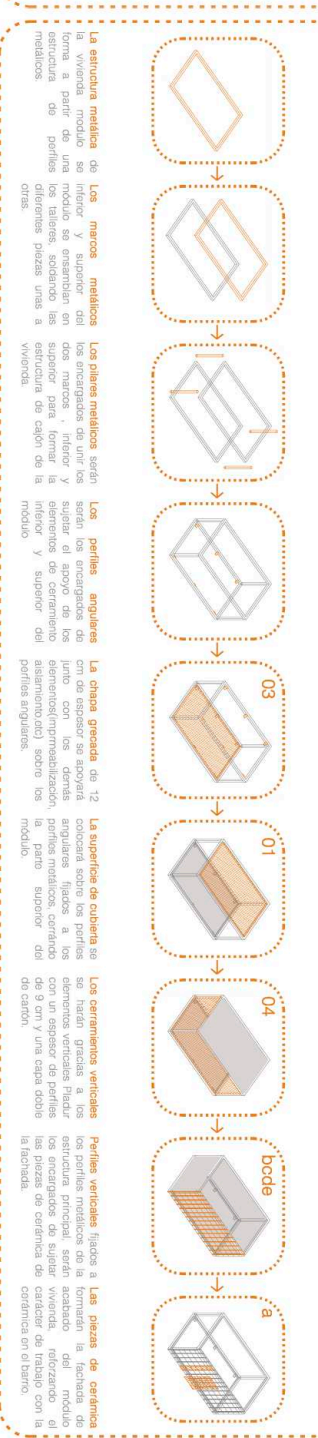 03
01
04
bcde
a
La estructura metálica de
la vivienda modulo se
forma a partir de una
estructura de perfiles
metálicos.
Los marcos metálicos
inferior y superior del
módulo se ensamblan en
los talleres, soldando las
diferentes piezas unas a
otras.
Los pilares metálicos serán
los encargados de unir los
dos marcos , inferior y
superior para formar la
estructura de cajón de la
vivienda.
Los perfiles angulares
serán los encargados de
sujetar el apoyo de los
elementos de cerramiento
inferior y superior del
módulo
La chapa grecada de 12
cm de espesor se apoyará
junto con los demás
elementos(imprmeabilización,
aislamiento,etc) sobre los
perfiles angulares.
La superficie de cubierta se
colocará sobre los perfiles
angulares fijados a los
perfiles metálicos, cerrándo
la parte superior del
módulo.
Los cerramientos verticales
se harán gracias a los
elementos verticales Pladur
con un espesor de perfiles
de 9 cm y una capa doble
de cartón.
Perfiles verticales fijados a
los perfiles metálicos de la
estructura principal, serán
los encargados de sujetar
las piezas de cerámica de
la fachada.
Las piezas de cerámica
formarán la fachada de
acabado del módulo
vivienda, reforzando el
carácter de trabajo con la
cerámica en el barrio.